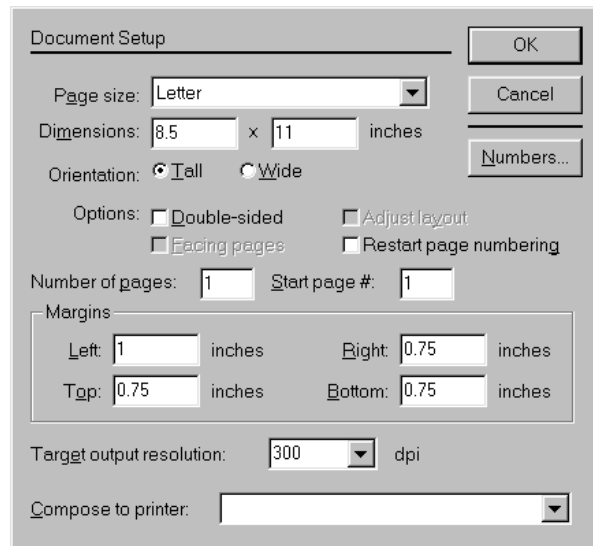 Document Setup
OK
Page size: Letter
Cancel
Dimensions: 8.5 x 11 inches
Numbers...
Orientation: Tall Wide
Options: Double-sided Adjust layout
Facing pages Restart page numbering
Number of pages: 1 Start page #: 1
Margins
Left: 1 inches Right: 0.75 inches
Top: 0.75 inches Bottom: 0.75 inches
Target output resolution: 300 dpi
Compose to printer: